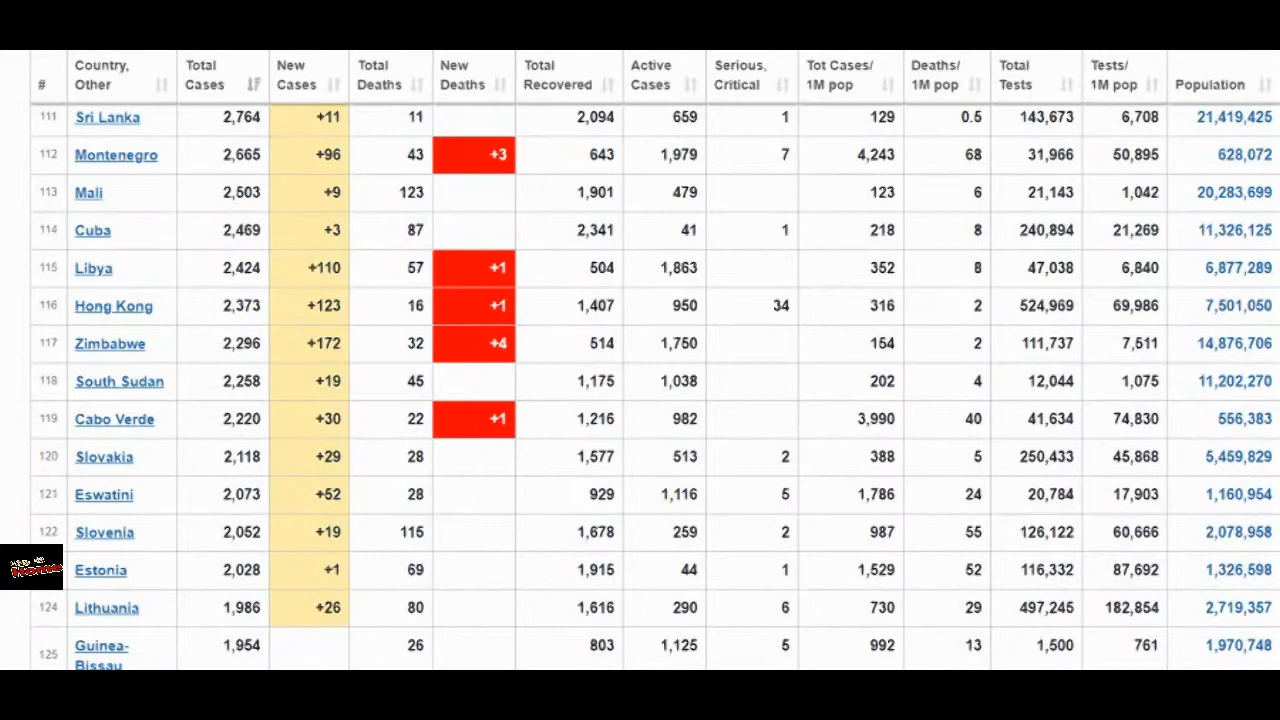 # Country, Other Total Cases New Cases Total Deaths New Deaths Total Recovered Active Cases Serious, Critical Tot Cases/ 1M pop Deaths/ 1M pop Total Tests Tests/ 1M pop Population
111 Sri Lanka 2,764 +11 11 2,094 659 1 129 0.5 143,673 6,708 21,419,425
112 Montenegro 2,665 +96 43 +3 643 1,979 7 4,243 68 31,966 50,895 628,072
113 Mali 2,503 +9 123 1,901 479 123 6 21,143 1,042 20,283,699
114 Cuba 2,469 +3 87 2,341 41 1 218 8 240,894 21,269 11,326,125
115 Libya 2,424 +110 57 +1 504 1,863 352 8 47,038 6,840 6,877,289
116 Hong Kong 2,373 +123 16 +1 1,407 950 34 316 2 524,969 69,986 7,501,050
117 Zimbabwe 2,296 +172 32 +4 514 1,750 154 2 111,737 7,511 14,876,706
118 South Sudan 2,258 +19 45 1,175 1,038 202 4 12,044 1,075 11,202,270
119 Cabo Verde 2,220 +30 22 +1 1,216 982 3,990 40 41,634 74,830 556,383
120 Slovakia 2,118 +29 28 1,577 513 2 388 5 250,433 45,868 5,459,829
121 Eswatini 2,073 +52 28 929 1,116 5 1,786 24 20,784 17,903 1,160,954
122 Slovenia 2,052 +19 115 1,678 259 2 987 55 126,122 60,666 2,078,958
Estonia 2,028 +1 69 1,915 44 1 1,529 52 116,332 87,692 1,326,598
124 Lithuania 1,986 +26 80 1,616 290 6 730 29 497,245 182,854 2,719,357
125 Guinea-Bissau 1,954 26 803 1,125 5 992 13 1,500 761 1,970,748
Home